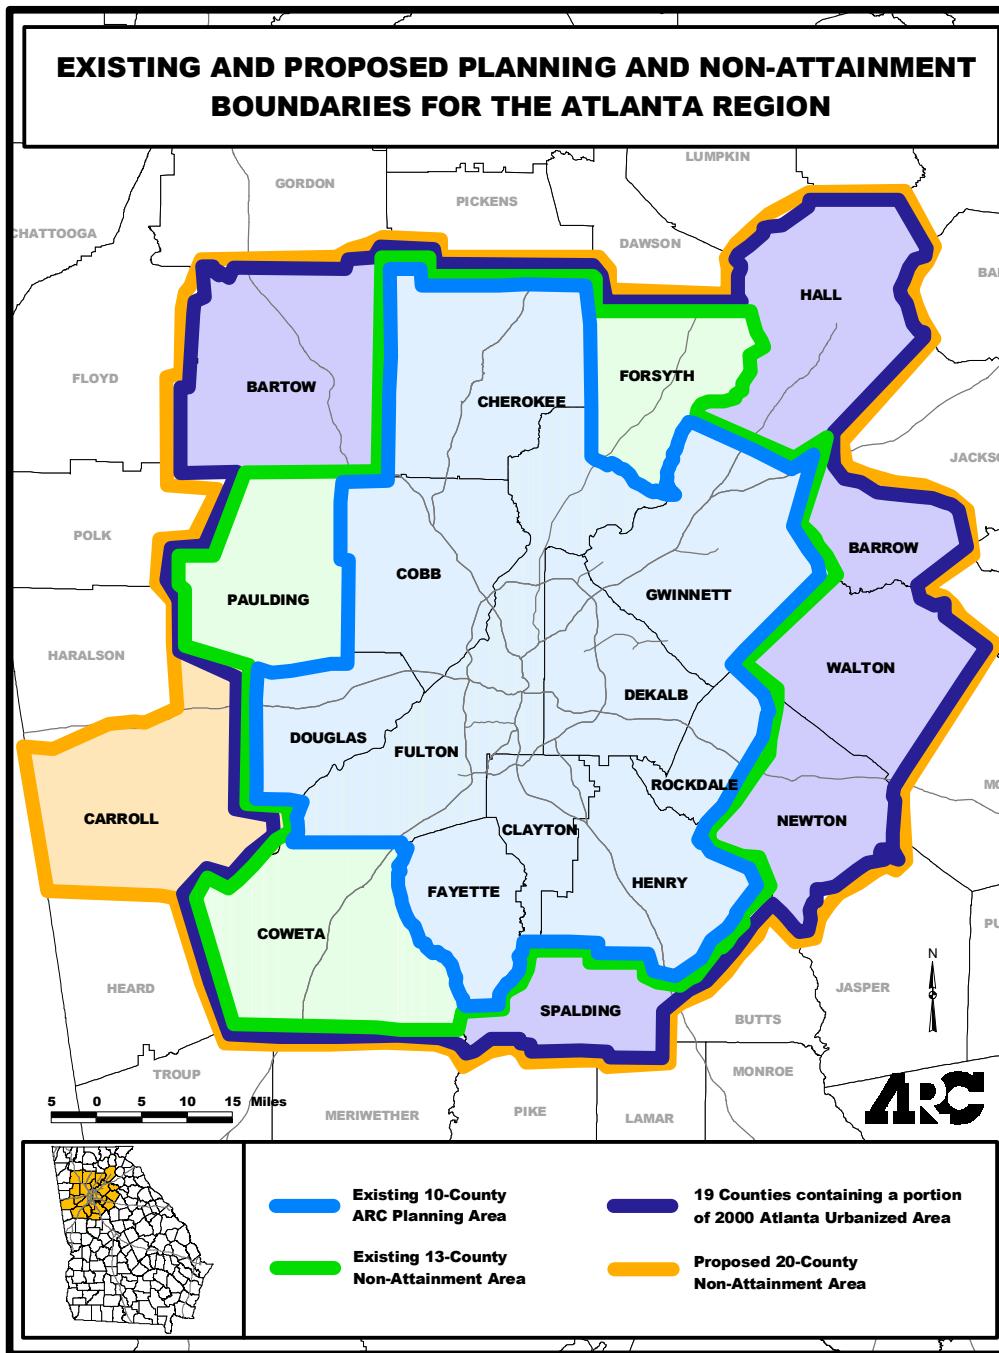 EXISTING AND PROPOSED PLANNING AND NON-ATTAINMENT
BOUNDARIES FOR THE ATLANTA REGION
LUMPKIN
GORDON
PICKENS
CHATTOOGA
DAWSON
HALL
FLOYD
BARTOW
FORSYTH
CHEROKEE
POLK
COBB
BARROW
PAULDING
GWINNETT
HARALSON
WALTON
DEKALB
DOUGLAS
FULTON
ROCKDALE
CARROLL
CLAYTON
NEWTON
FAYETTE
HENRY
COWETA
N
HEARD
JASPER
SPALDING
BUTTS
TROUP
MONROE
5 0 5 10 15 Miles
MERIWETHER
PIKE
LAMAR
ARC
Existing 10-County
ARC Planning Area
19 Counties containing a portion
of 2000 Atlanta Urbanized Area
Existing 13-County
Non-Attainment Area
Proposed 20-County
Non-Attainment Area